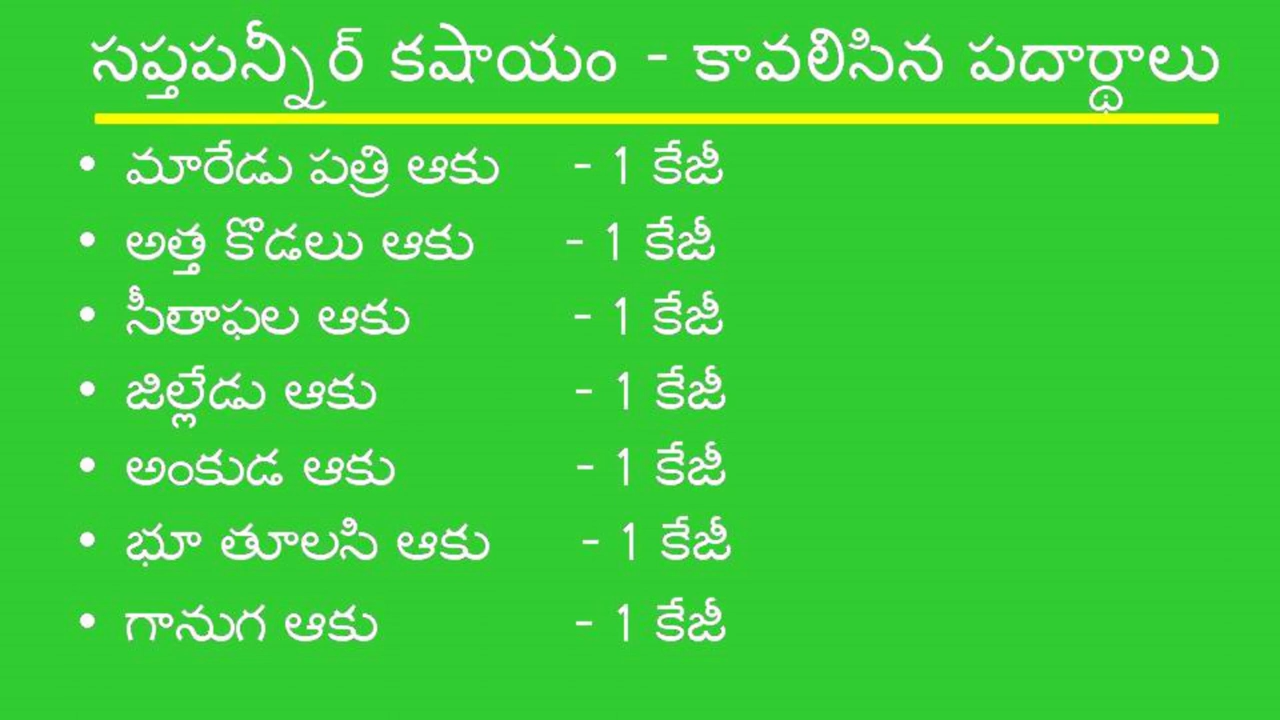 సప్తపన్నీర్ కషాయం - కావలిసిన పదార్థాలు
• మారేడు పత్రి ఆకు - 1 కేజీ
• అత్త కొడలు ఆకు - 1 కేజీ
• సీతాఫల ఆకు - 1 కేజీ
• జిల్లేడు ఆకు - 1 కేజీ
• అంకుడ ఆకు - 1 కేజీ
• భూ తూలసి ఆకు - 1 కేజీ
• గానుగ ఆకు - 1 కేజీ